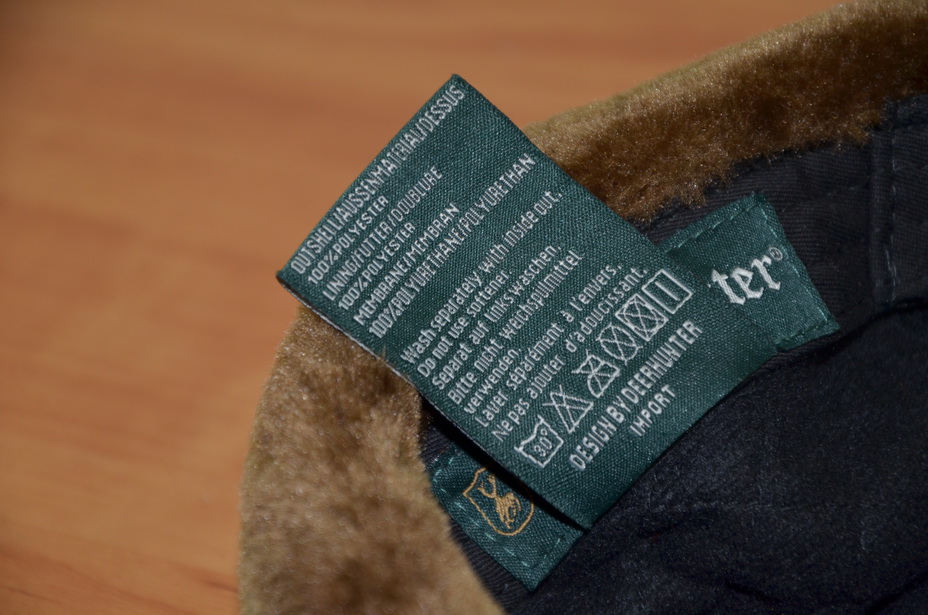 OUTSHELL/AUSSENMATERIAL/DESSUS
100% POLYESTER
LINING/FUTTER/DOUBLURE
100% POLYESTER
MEMBRANE/MEMBRAN
100%POLYURETHANE/POLYURETHAN
Wash separately, with inside out,
Do not use softener.
Separat auf links waschen,
Bitte nicht weichspülmittel
verwenden.
Laver séparément à l'envers,
Ne pas ajouter d'adoucissant.
30°
DESIGN BY DEERHUNTER
IMPORT
ter®